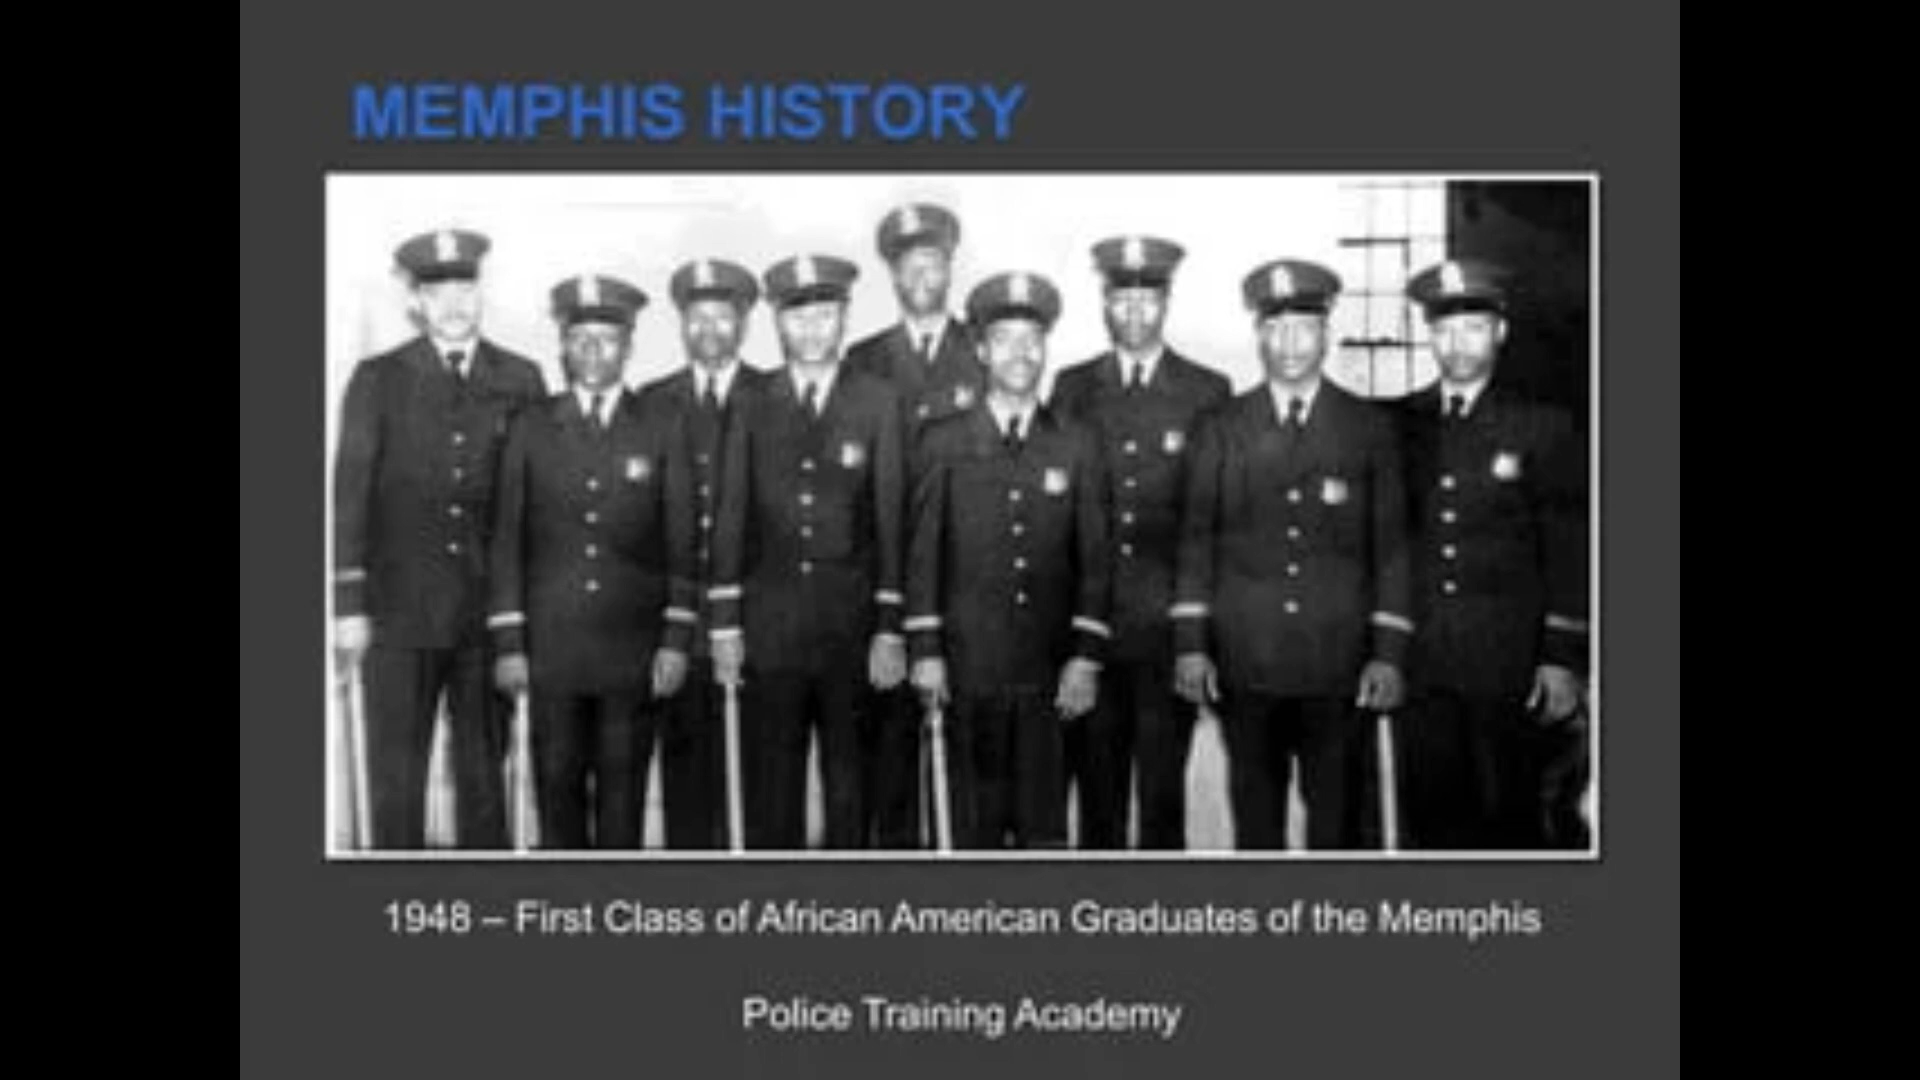 MEMPHIS HISTORY
1948 – First Class of African American Graduates of the Memphis
Police Training Academy